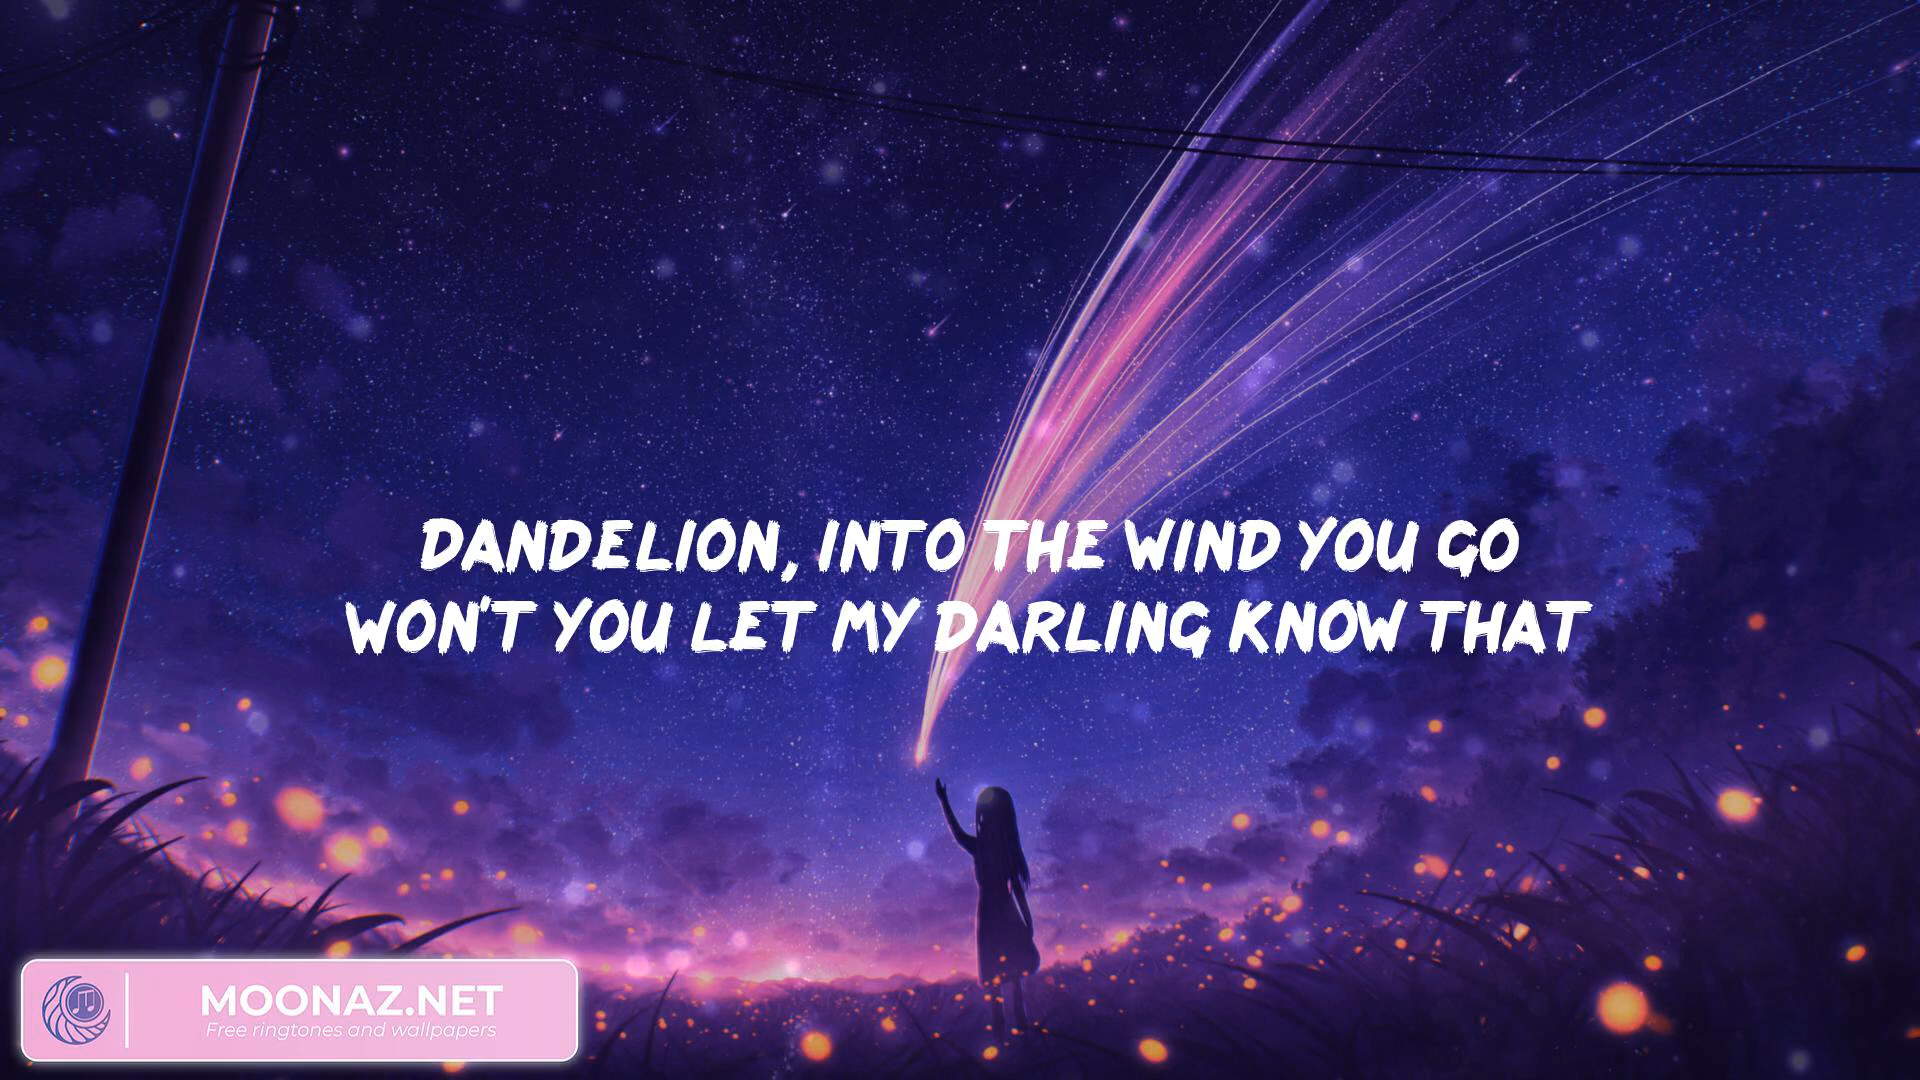 DANDELION, INTO THE WIND YOU GO
WON'T YOU LET MY DARLING KNOW THAT
MOONAZ.NET
Free ringtones and wallpapers